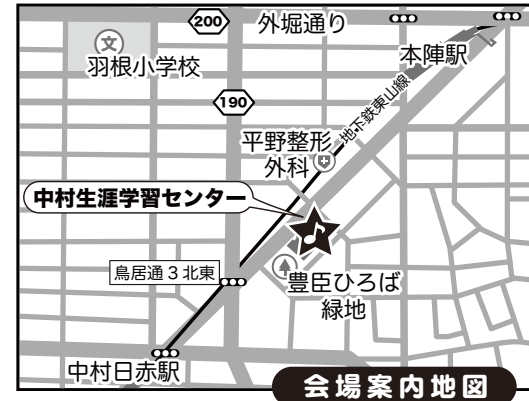 200
外堀通り
文
羽根小学校
本陣駅
190
地下鉄東山線
平野整形
外科
中村生涯学習センター
鳥居通3北東
豊臣ひろば
緑地
中村日赤駅
会場案内地図